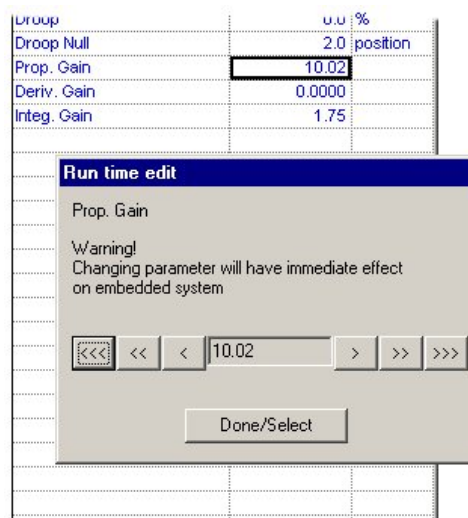 Droop 0.0 %
Droop Null 2.0 position
Prop. Gain 10.02
Deriv. Gain 0.0000
Integ. Gain 1.75
Run time edit
Prop. Gain
Warning!
Changing parameter will have immediate effect
on embedded system
<<< << < 10.02 > >> >>>
Done/Select